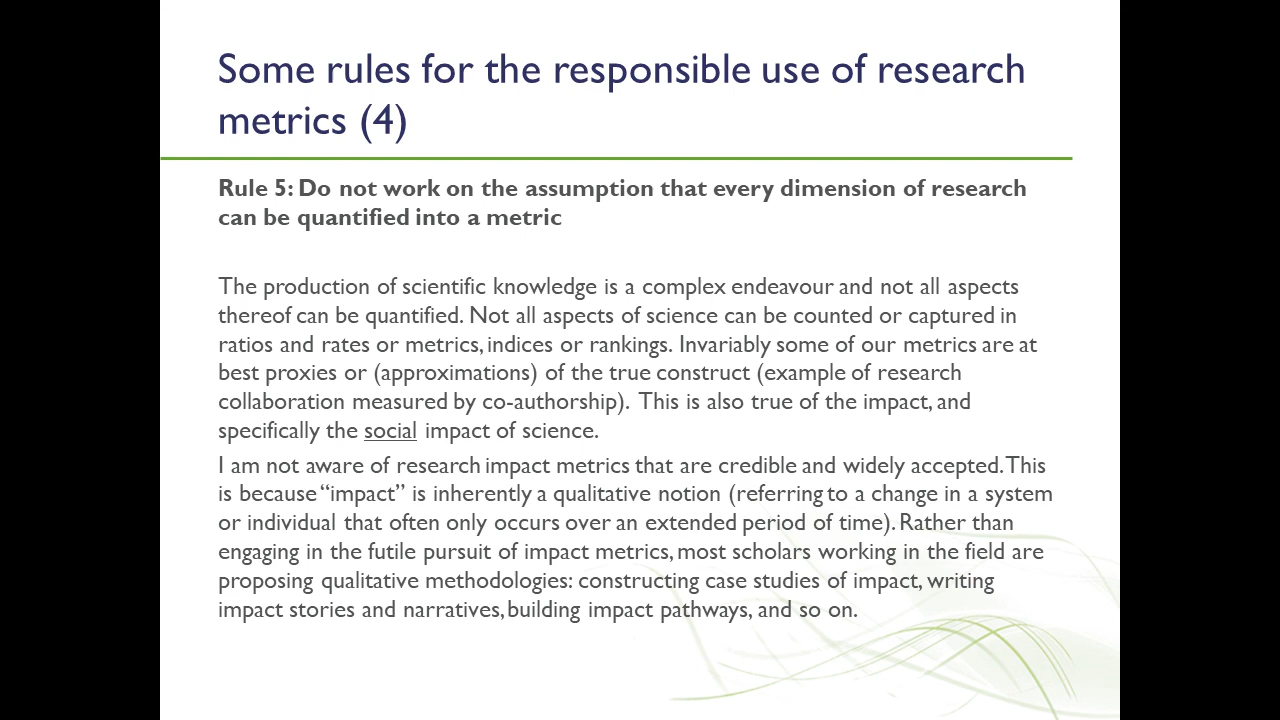 Some rules for the responsible use of research
metrics (4)
Rule 5: Do not work on the assumption that every dimension of research
can be quantified into a metric
The production of scientific knowledge is a complex endeavour and not all aspects
thereof can be quantified. Not all aspects of science can be counted or captured in
ratios and rates or metrics, indices or rankings. Invariably some of our metrics are at
best proxies or (approximations) of the true construct (example of research
collaboration measured by co-authorship). This is also true of the impact, and
specifically the social impact of science.
I am not aware of research impact metrics that are credible and widely accepted. This
is because “impact” is inherently a qualitative notion (referring to a change in a system
or individual that often only occurs over an extended period of time). Rather than
engaging in the futile pursuit of impact metrics, most scholars working in the field are
proposing qualitative methodologies: constructing case studies of impact, writing
impact stories and narratives, building impact pathways, and so on.